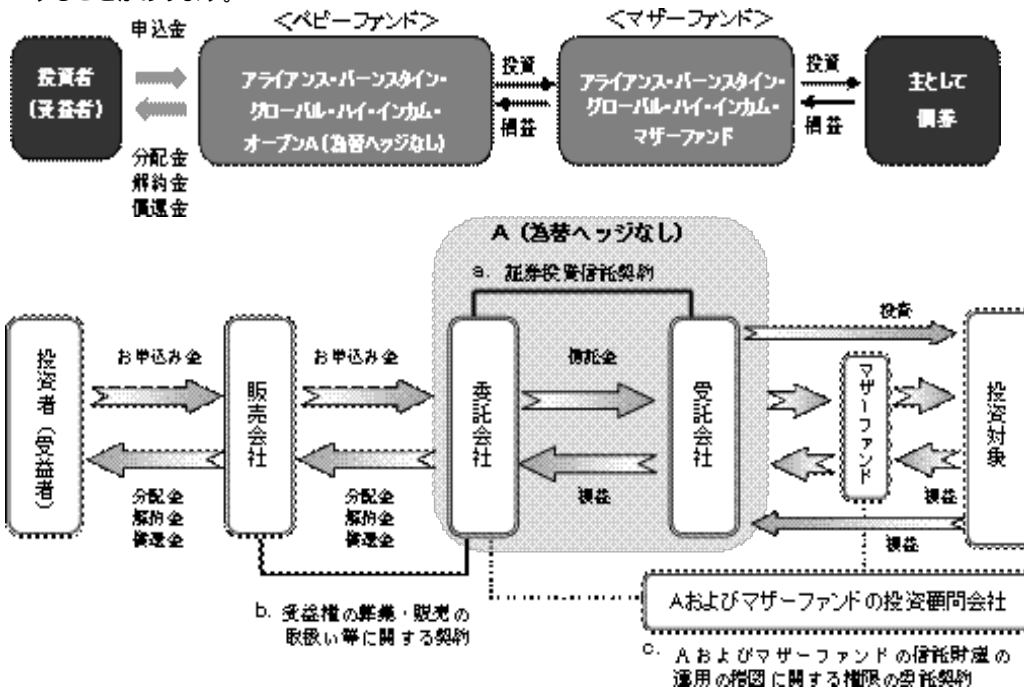 申込金
<ベビーファンド>
<マザーファンド>
投資者
(受益者)
アライアンス・バーンスタイン・
グローバル・ハイ・インカム・
オープンA(為替ヘッジなし)
投資
損益
アライアンス・バーンスタイン・
グローバル・ハイ・インカム・
マザーファンド
投資
損益
主として
債券
分配金
解約金
償還金
A(為替ヘッジなし)
a. 証券投資信託契約
投資者(受益者)
お申込み金
分配金
解約金
償還金
販売会社
お申込み金
分配金
解約金
償還金
委託会社
信託金
損益
受託会社
投資
マザーファンド
損益
損益
投資対象
Aおよびマザーファンドの投資顧問会社
b. 受益権の募集・販売の
取扱い等に関する契約
c. Aおよびマザーファンドの信託財産の
運用の指図に関する権限の委託契約